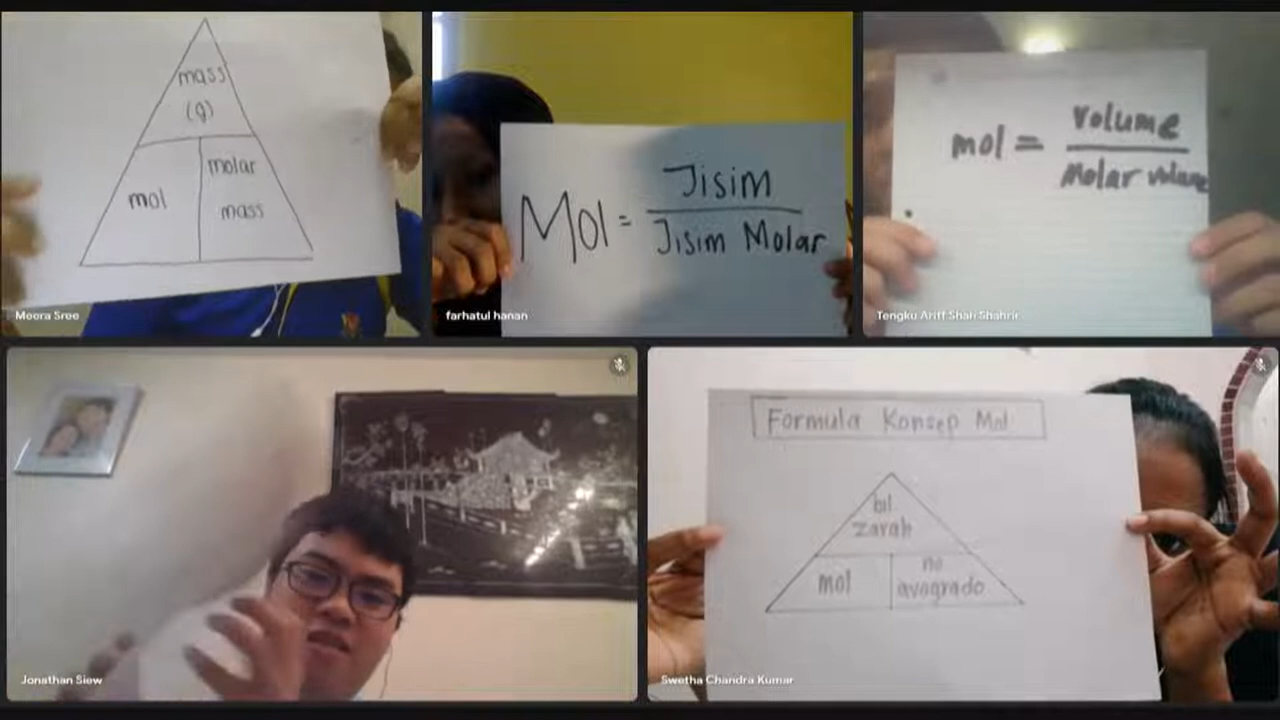 mass
(g)
mol
molar
mass
Meera Sree
Mol = Jisim
Jisim Molar
farhatul hanan
mol = volume
Molar volume
Tengku Ariff Shah Shahrir
Jonathan Siew
Formula Konsep Mol
bil.
zarah
mol
no
avogrado
Swetha Chandra Kumar